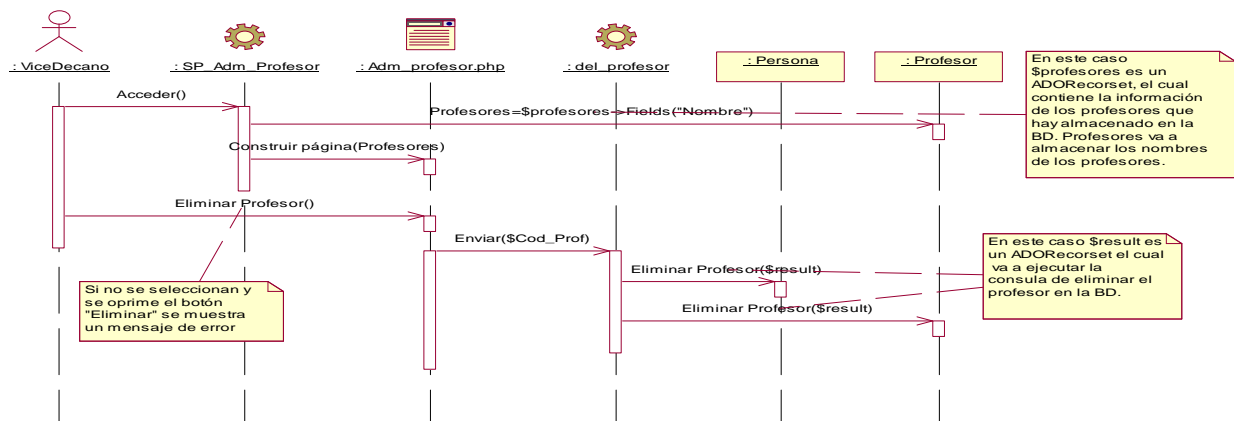 : ViceDecano
: SP_Adm_Profesor
: Adm_profesor.php
: del_profesor
: Persona
: Profesor
En este caso
$profesores es un
ADORecorset, el cual
contiene la información
de los profesores que
hay almacenado en la
BD. Profesores va a
almacenar los nombres
de los profesores.
Acceder()
Profesores=$profesores->Fields("Nombre")
Construir página(Profesores)
Eliminar Profesor()
Enviar($Cod_Prof)
En este caso $result es
un ADORecorset el cual
va a ejecutar la
consula de eliminar el
profesor en la BD.
Eliminar Profesor($result)
Si no se seleccionan y
se oprime el botón
"Eliminar" se muestra
un mensaje de error
Eliminar Profesor($result)